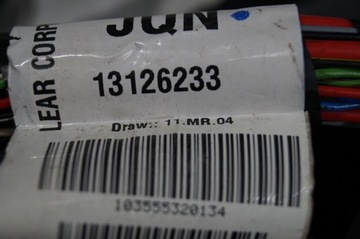 LEAR CORP
JQN
13126233
Draw.: 11.MR.04
103555320134